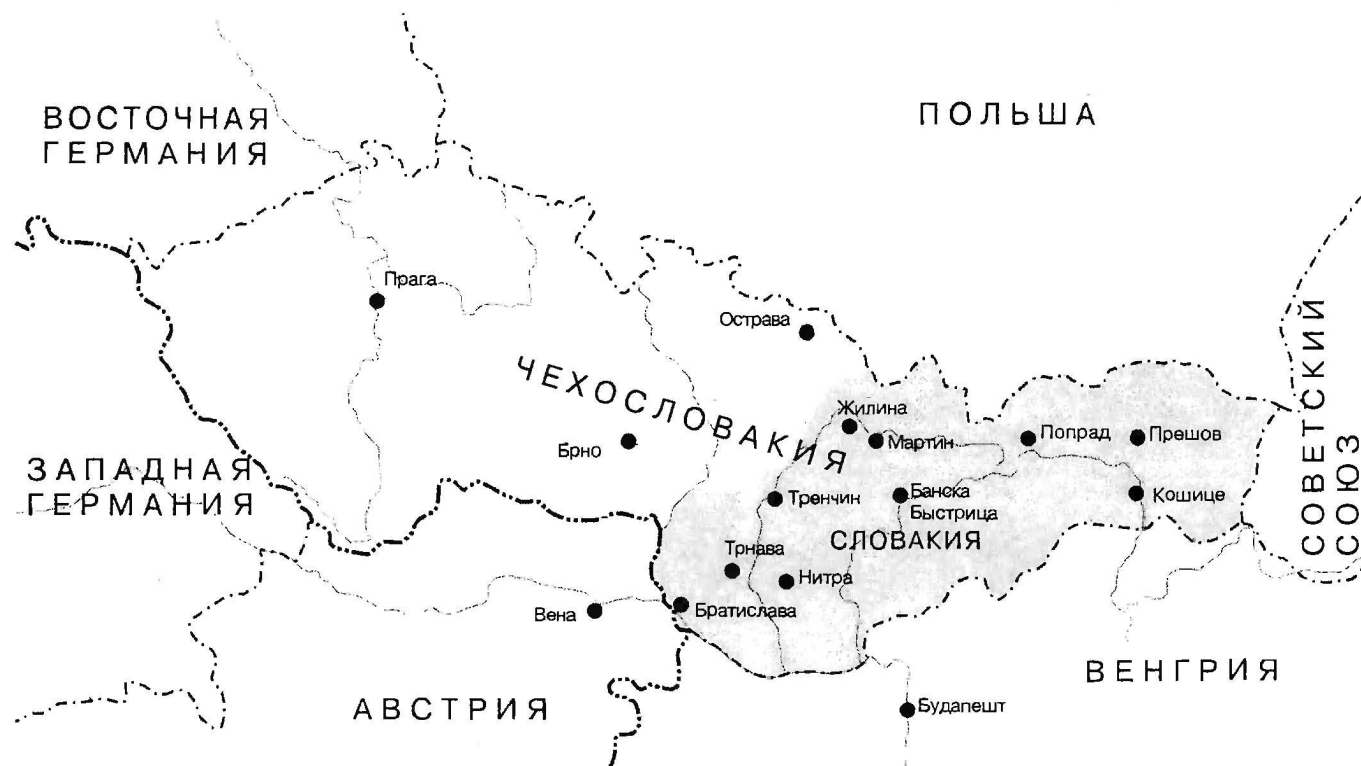 ВОСТОЧНАЯ
ГЕРМАНИЯ
ПОЛЬША
Прага
Острава
ЧЕХОСЛОВАКИЯ
СОВЕТСКИЙ
СОЮЗ
Жилина
Мартин
Попрад
Прешов
Брно
ЗАПАДНАЯ
ГЕРМАНИЯ
Тренчин
Банска
Быстрица
Кошице
СЛОВАКИЯ
Трнава
Нитра
Вена
Братислава
ВЕНГРИЯ
АВСТРИЯ
Будапешт